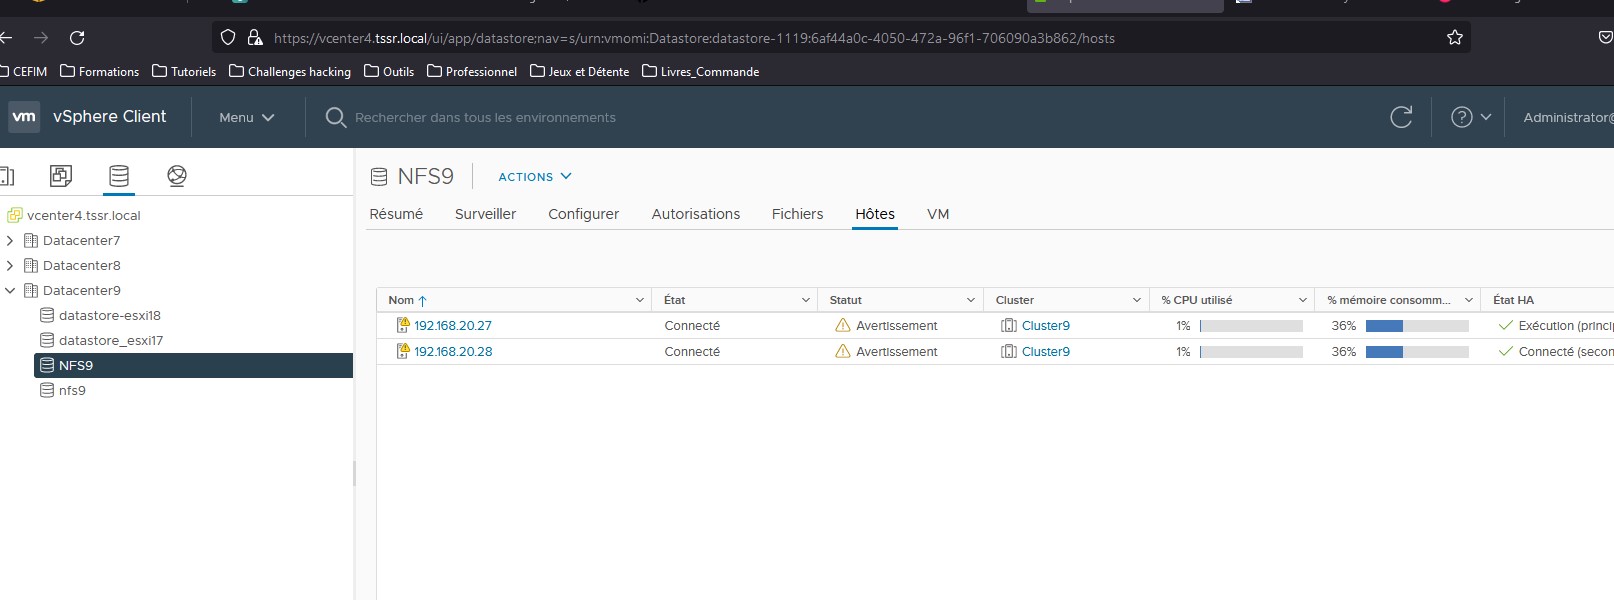 https://vcenter4.tssr.local/ui/app/datastore;nav=s/urn:vmomi:Datastore:datastore-1119:6af44a0c-4050-472a-96f1-706090a3b862/hosts
CEFIM Formations Tutoriels Challenges hacking Outils Professionnel Jeux et Détente Livres_Commande
vm vSphere Client Menu Rechercher dans tous les environnements Administrator@
NFS9 ACTIONS
Résumé Surveiller Configurer Autorisations Fichiers Hôtes VM
vcenter4.tssr.local
Datacenter7
Datacenter8
Datacenter9
datastore-esxi18
datastore_esxi17
NFS9
nfs9
Nom État Statut Cluster % CPU utilisé % mémoire consomm... État HA
192.168.20.27 Connecté Avertissement Cluster9 1% 36% Exécution (princip
192.168.20.28 Connecté Avertissement Cluster9 1% 36% Connecté (secon